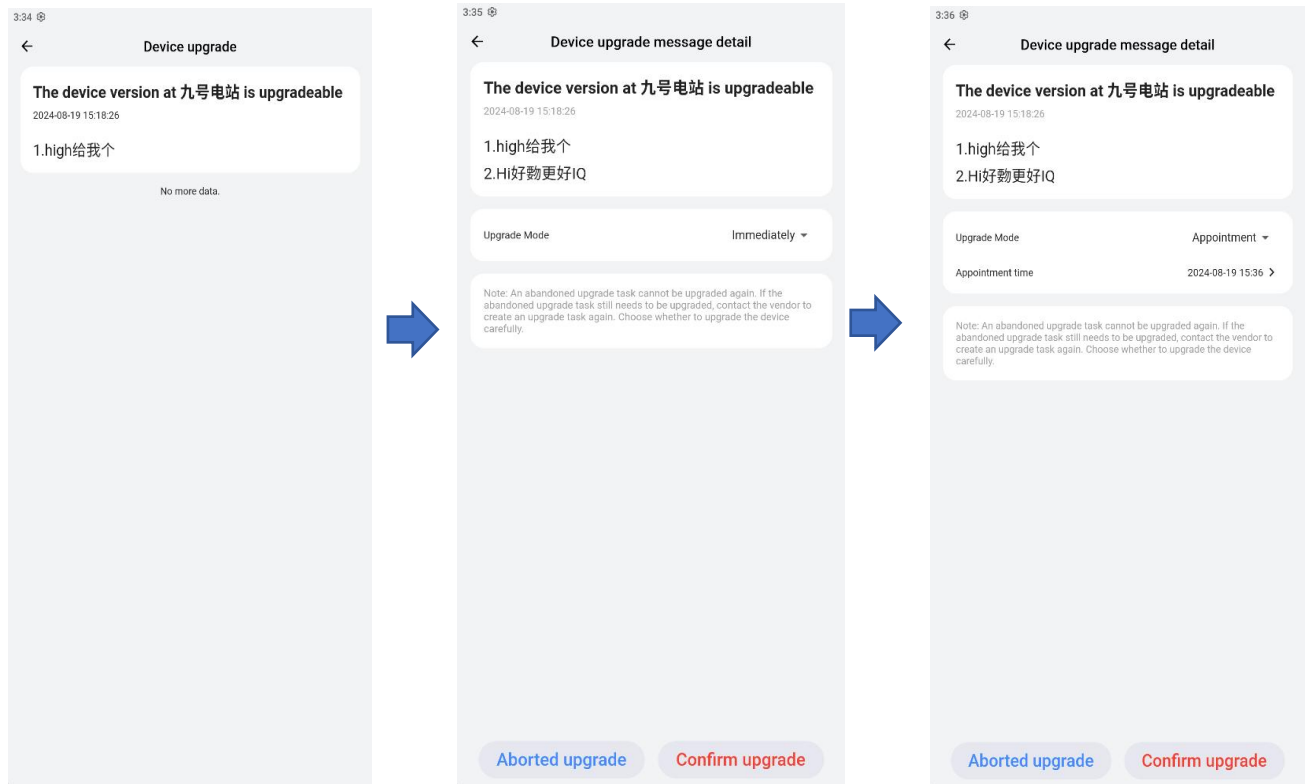 3:34
Device upgrade
The device version at 九号电站 is upgradeable
2024-08-19 15:18:26
1.high给我个
No more data.
3:35
Device upgrade message detail
The device version at 九号电站 is upgradeable
2024-08-19 15:18:26
1.high给我个
2.Hi好覅更好IQ
Upgrade Mode Immediately
Note: An abandoned upgrade task cannot be upgraded again. If the
abandoned upgrade task still needs to be upgraded, contact the vendor to
create an upgrade task again. Choose whether to upgrade the device
carefully.
Aborted upgrade Confirm upgrade
3:36
Device upgrade message detail
The device version at 九号电站 is upgradeable
2024-08-19 15:18:26
1.high给我个
2.Hi好覅更好IQ
Upgrade Mode Appointment
Appointment time 2024-08-19 15:36
Note: An abandoned upgrade task cannot be upgraded again. If the
abandoned upgrade task still needs to be upgraded, contact the vendor to
create an upgrade task again. Choose whether to upgrade the device
carefully.
Aborted upgrade Confirm upgrade